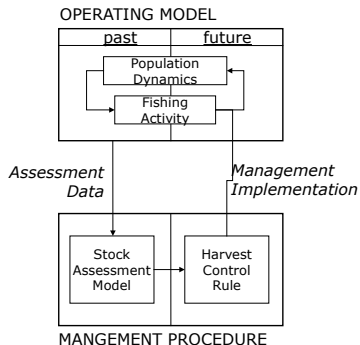 OPERATING MODEL
past future
Population
Dynamics
Fishing
Activity
Assessment
Data
Management
Implementation
Stock
Assessment
Model
Harvest
Control
Rule
MANGEMENT PROCEDURE